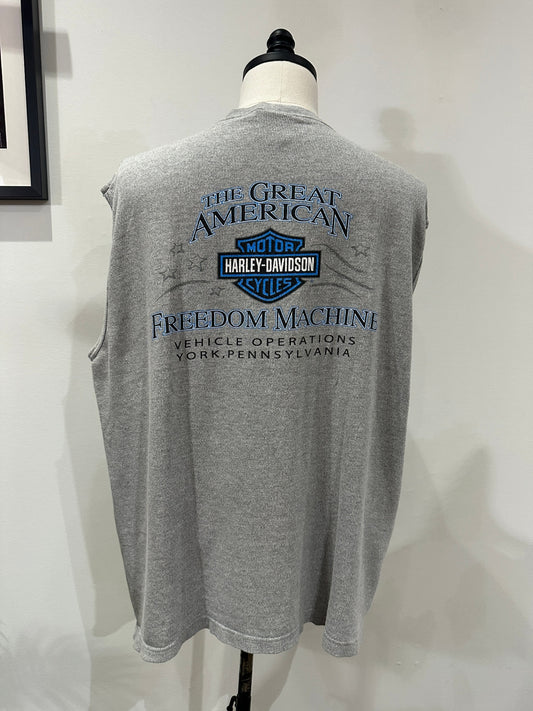 THE GREAT
AMERICAN
MOTOR
HARLEY-DAVIDSON
CYCLES
FREEDOM MACHINE
VEHICLE OPERATIONS
YORK, PENNSYLVANIA